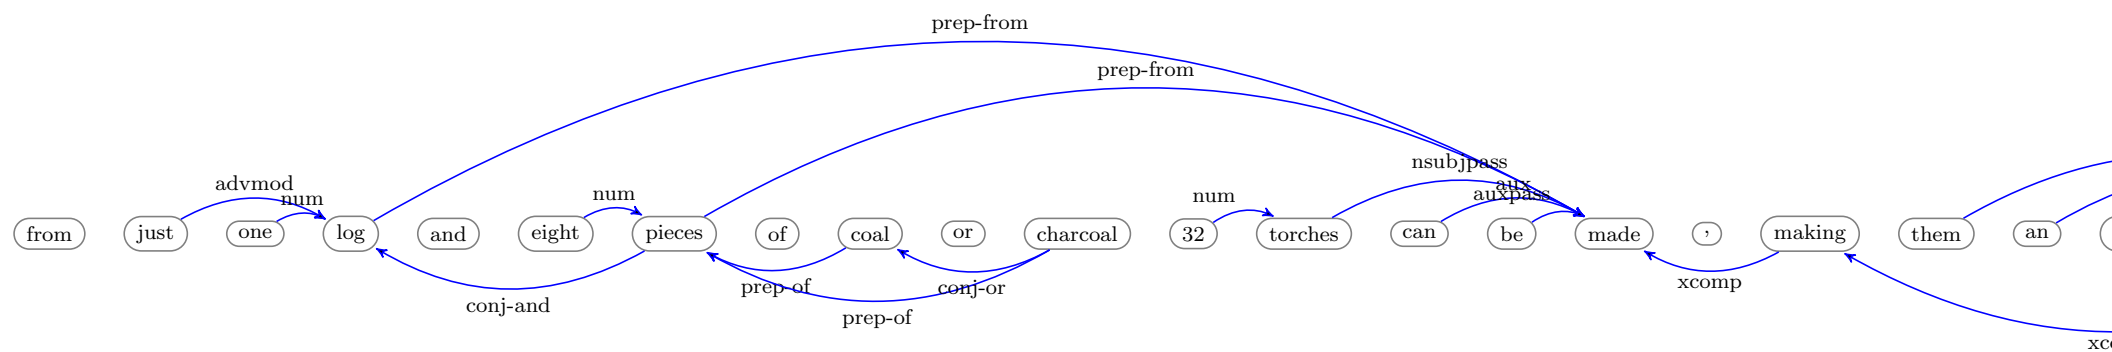 prep-from
prep-from
nsubjpass
advmod num num num aux auxpass
from just one log and eight pieces of coal or charcoal 32 torches can be made , making them an
conj-and prep-of prep-of conj-or xcomp